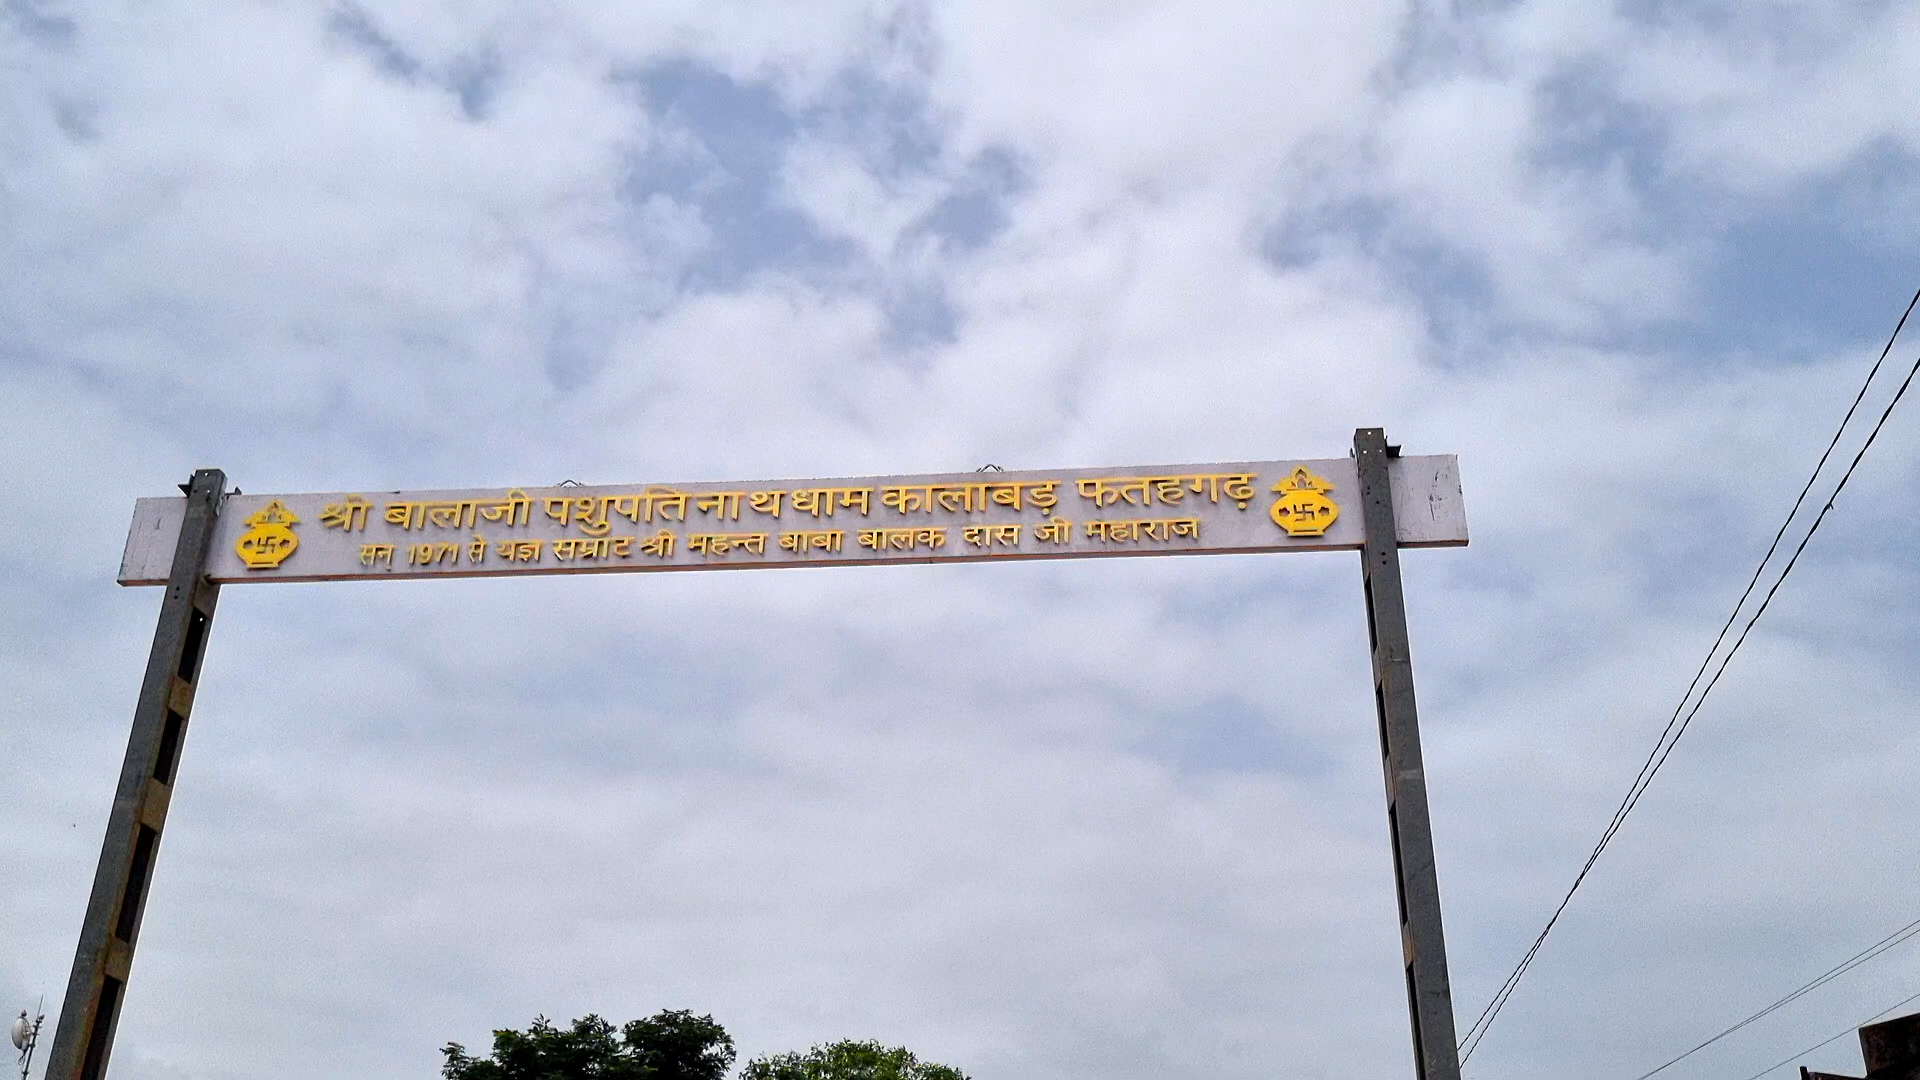 श्री बालाजी पशुपति नाथ धाम कालाबड़ फतहगढ़
सन् 1971 से यज्ञ सम्राट श्री महन्त बाबा बालक दास जी महाराज